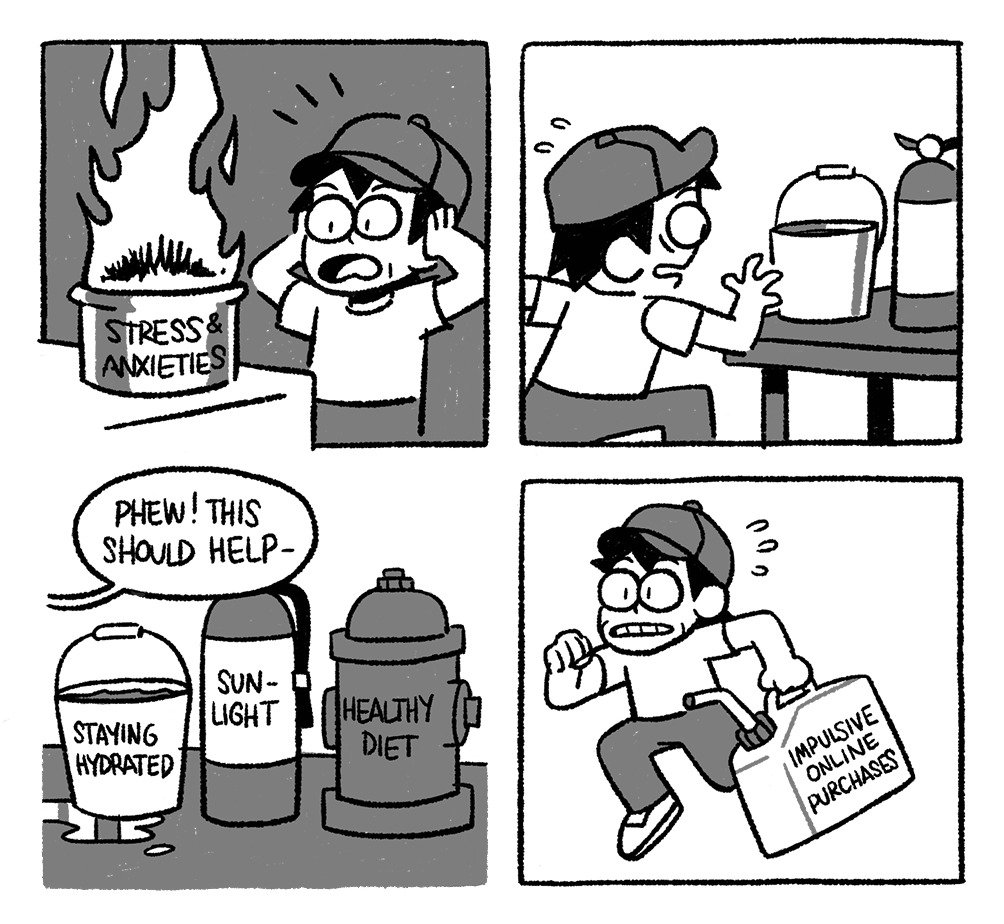 STRESS &
ANXIETIES
PHEW! THIS
SHOULD HELP-
STAYING
HYDRATED
SUN-
LIGHT
HEALTHY
DIET
IMPULSIVE
ONLINE
PURCHASES